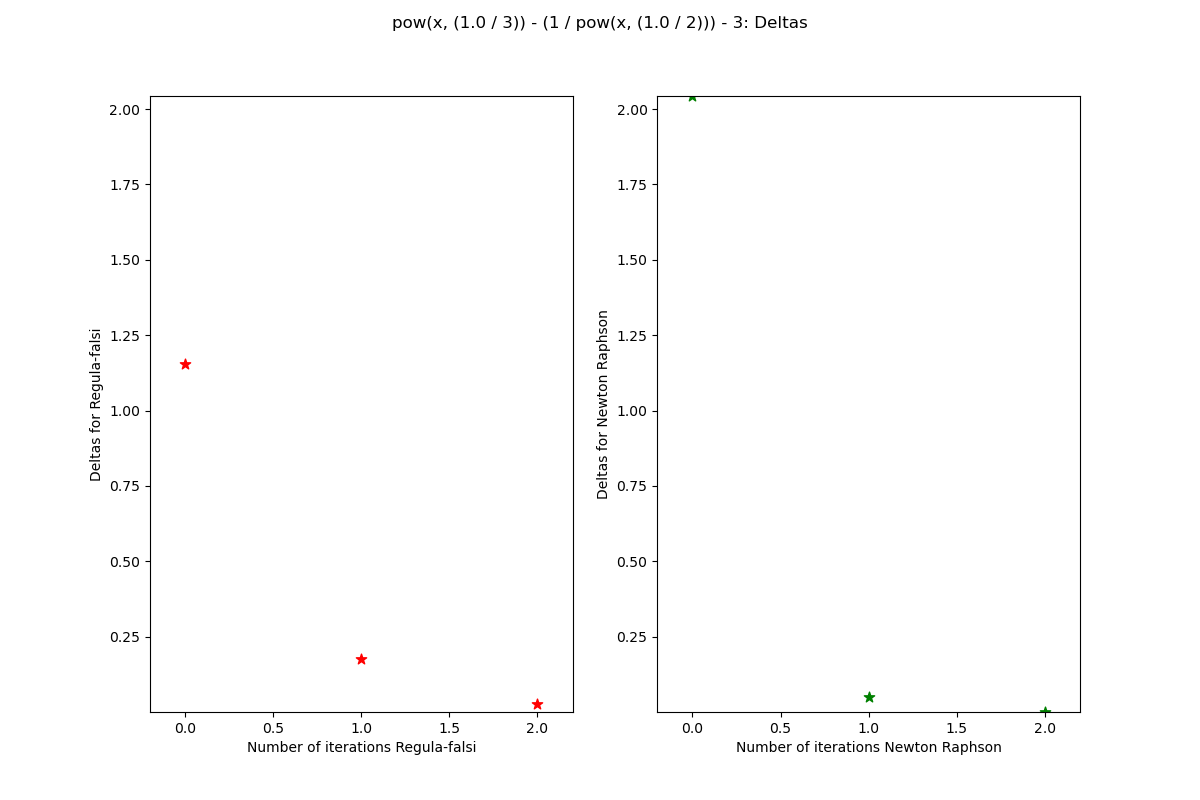 pow(x, (1.0 / 3)) - (1 / pow(x, (1.0 / 2))) - 3: Deltas
Deltas for Regula-falsi
2.00
1.75
1.50
1.25
1.00
0.75
0.50
0.25
0.0 0.5 1.0 1.5 2.0
Number of iterations Regula-falsi
Deltas for Newton Raphson
2.00
1.75
1.50
1.25
1.00
0.75
0.50
0.25
0.0 0.5 1.0 1.5 2.0
Number of iterations Newton Raphson